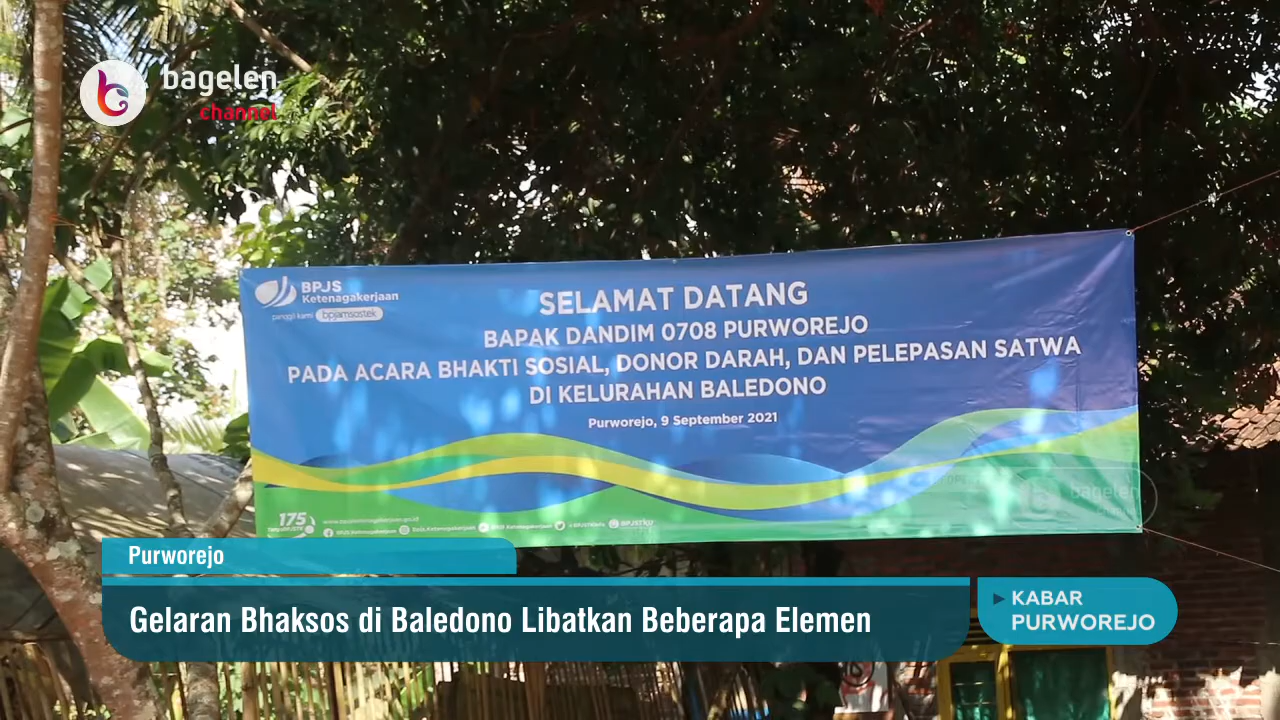 bagelen
channel
BPJS
Ketenagakerjaan
panggil kami bpjamsostek
SELAMAT DATANG
BAPAK DANDIM 0708 PURWOREJO
PADA ACARA BHAKTI SOSIAL, DONOR DARAH, DAN PELEPASAN SATWA
DI KELURAHAN BALEDONO
Purworejo, 9 September 2021
bagelen
175
Purworejo
Gelaran Bhaksos di Baledono Libatkan Beberapa Elemen
KABAR
PURWOREJO